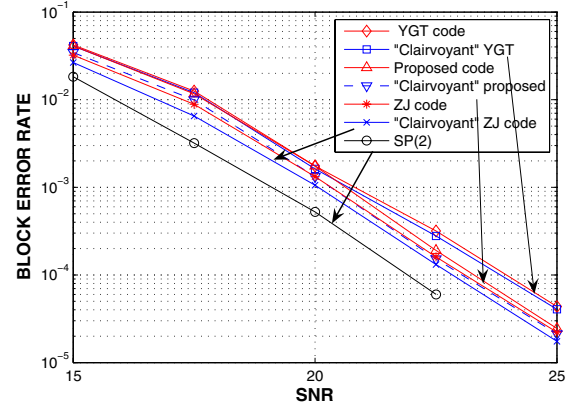 10⁻¹
10⁻²
10⁻³
10⁻⁴
10⁻⁵
BLOCK ERROR RATE
YGT code
"Clairvoyant" YGT
Proposed code
"Clairvoyant" proposed
ZJ code
"Clairvoyant" ZJ code
SP(2)
15 20 25
SNR